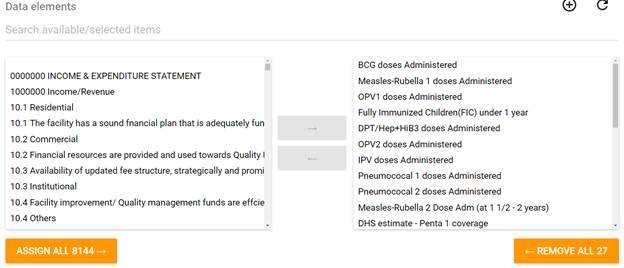 Data elements
Search available/selected items
0000000 INCOME & EXPENDITURE STATEMENT
1000000 Income/Revenue
10.1 Residential
10.1 The facility has a sound fnancial plan that is adequately fun
10.2 Commercial
10.2 Financial resources are provided and used towards Quality I
10.3 Availability of updated fee structure, strategically and promi
10.3 Institutional
10.4 Facility improvement/ Quality management funds are effcie
10.4 Others
→
←
BCG doses Administered
Measles-Rubella 1 doses Administered
OPV1 doses Administered
Fully Immunized Children(FIC) under 1 year
DPT/Hep+HiB3 doses Administered
OPV2 doses Administered
IPV doses Administered
Pneumococal 1 doses Administered
Pneumococal 2 doses Administered
Measles-Rubella 2 Dose Adm (at 1 1/2 - 2 years)
DHS estimate - Penta 1 coverage
ASSIGN ALL 8144 →
← REMOVE ALL 27